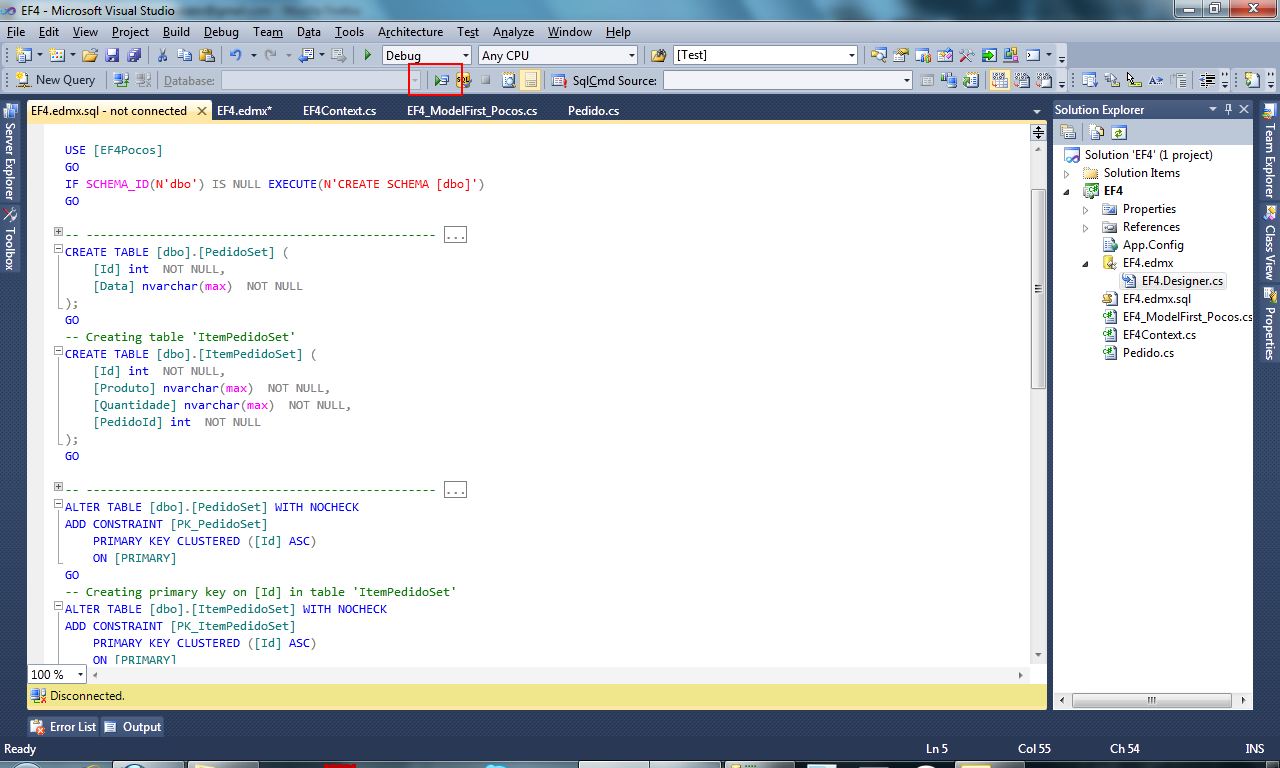 EF4 - Microsoft Visual Studio
File Edit View Project Build Debug Team Data Tools Architecture Test Analyze Window Help
Debug Any CPU [Test]
New Query Database: SqlCmd Source:
EF4.edmx.sql - not connected EF4.edmx* EF4Context.cs EF4_ModelFirst_Pocos.cs Pedido.cs
Server Explorer
Toolbox
USE [EF4Pocos]
GO
IF SCHEMA_ID(N'dbo') IS NULL EXECUTE(N'CREATE SCHEMA [dbo]')
GO
-- -------------------------------------------------- ...
CREATE TABLE [dbo].[PedidoSet] (
[Id] int  NOT NULL,
[Data] nvarchar(max)  NOT NULL
);
GO
-- Creating table 'ItemPedidoSet'
CREATE TABLE [dbo].[ItemPedidoSet] (
[Id] int  NOT NULL,
[Produto] nvarchar(max)  NOT NULL,
[Quantidade] nvarchar(max)  NOT NULL,
[PedidoId] int  NOT NULL
);
GO
-- -------------------------------------------------- ...
ALTER TABLE [dbo].[PedidoSet] WITH NOCHECK
ADD CONSTRAINT [PK_PedidoSet]
PRIMARY KEY CLUSTERED ([Id] ASC)
ON [PRIMARY]
GO
-- Creating primary key on [Id] in table 'ItemPedidoSet'
ALTER TABLE [dbo].[ItemPedidoSet] WITH NOCHECK
ADD CONSTRAINT [PK_ItemPedidoSet]
PRIMARY KEY CLUSTERED ([Id] ASC)
ON [PRIMARY]
100 %
Disconnected.
Solution Explorer
Solution 'EF4' (1 project)
Solution Items
EF4
Properties
References
App.Config
EF4.edmx
EF4.Designer.cs
EF4.edmx.sql
EF4_ModelFirst_Pocos.cs
EF4Context.cs
Pedido.cs
Team Explorer
Class View
Properties
Error List Output
Ready Ln 5 Col 55 Ch 54 INS